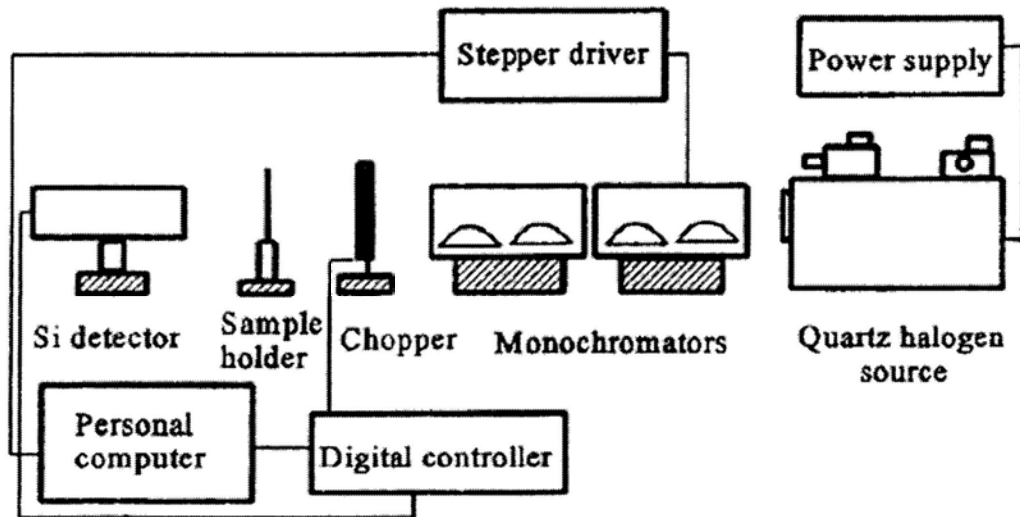 Stepper driver
Power supply
Si detector
Sample
holder
Chopper
Monochromators
Quartz halogen
source
Personal
computer
Digital controller